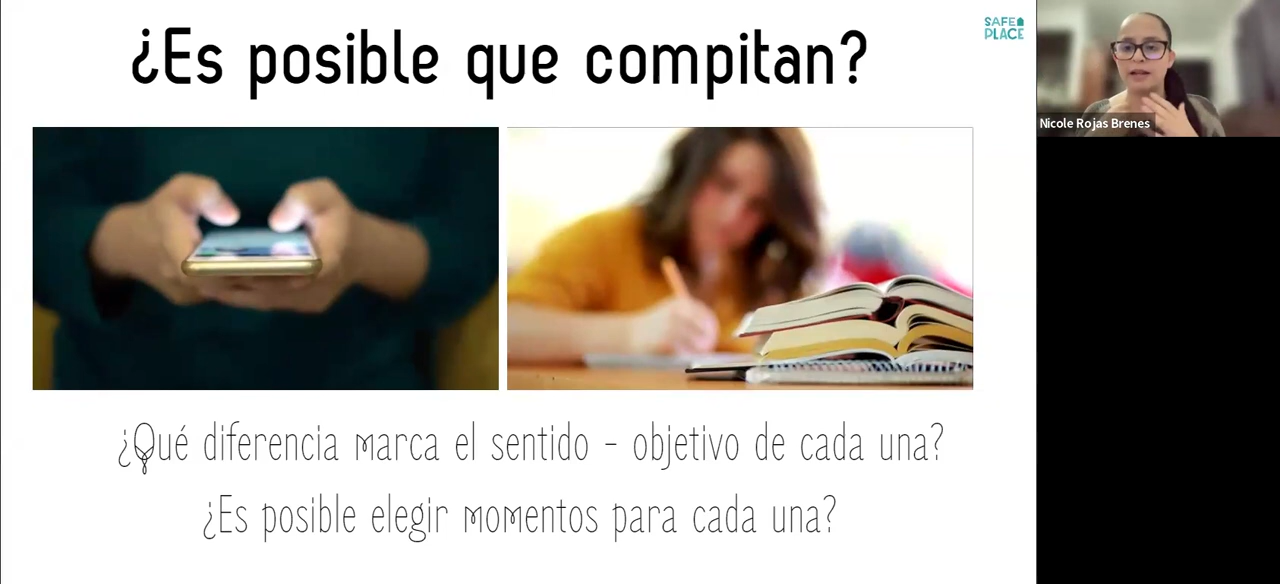 ¿Es posible que compitan?
SAFE
PLACE
Nicole Rojas Brenes
¿Qué diferencia marca el sentido - objetivo de cada una?
¿Es posible elegir momentos para cada una?